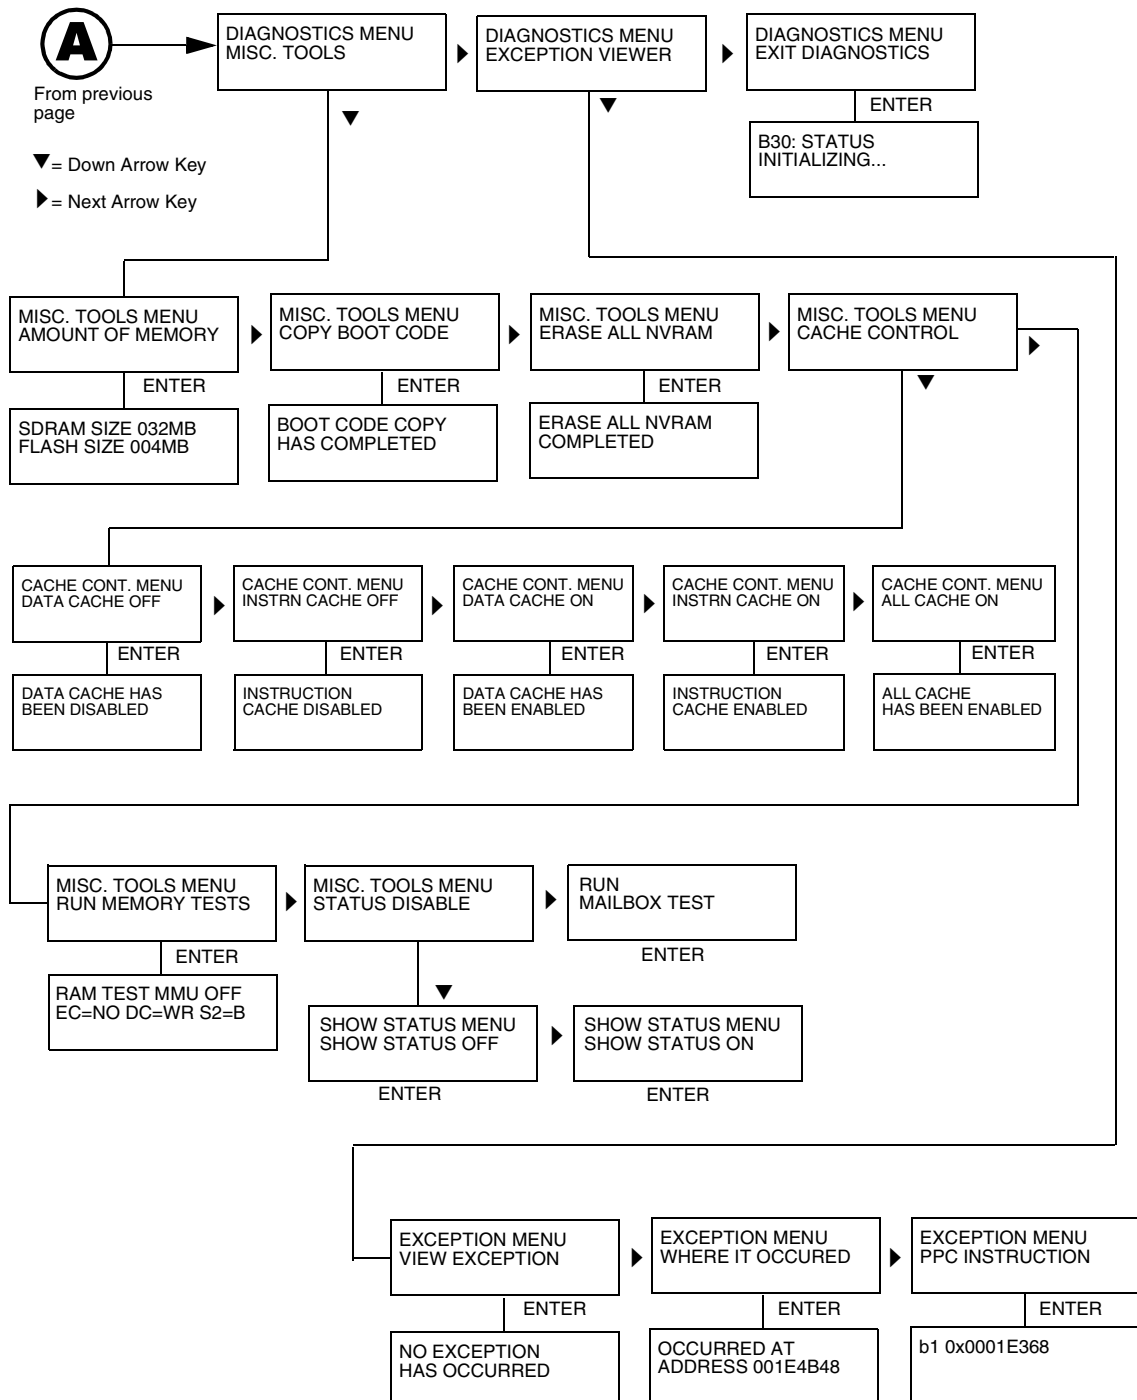 A
From previous
page
DIAGNOSTICS MENU
MISC. TOOLS
DIAGNOSTICS MENU
EXCEPTION VIEWER
DIAGNOSTICS MENU
EXIT DIAGNOSTICS
ENTER
B30: STATUS
INITIALIZING...
▼= Down Arrow Key
▶= Next Arrow Key
MISC. TOOLS MENU
AMOUNT OF MEMORY
MISC. TOOLS MENU
COPY BOOT CODE
MISC. TOOLS MENU
ERASE ALL NVRAM
MISC. TOOLS MENU
CACHE CONTROL
ENTER
ENTER
ENTER
SDRAM SIZE 032MB
FLASH SIZE 004MB
BOOT CODE COPY
HAS COMPLETED
ERASE ALL NVRAM
COMPLETED
CACHE CONT. MENU
DATA CACHE OFF
CACHE CONT. MENU
INSTRN CACHE OFF
CACHE CONT. MENU
DATA CACHE ON
CACHE CONT. MENU
INSTRN CACHE ON
CACHE CONT. MENU
ALL CACHE ON
ENTER
ENTER
ENTER
ENTER
ENTER
DATA CACHE HAS
BEEN DISABLED
INSTRUCTION
CACHE DISABLED
DATA CACHE HAS
BEEN ENABLED
INSTRUCTION
CACHE ENABLED
ALL CACHE
HAS BEEN ENABLED
MISC. TOOLS MENU
RUN MEMORY TESTS
MISC. TOOLS MENU
STATUS DISABLE
RUN
MAILBOX TEST
ENTER
ENTER
RAM TEST MMU OFF
EC=NO DC=WR S2=B
SHOW STATUS MENU
SHOW STATUS OFF
SHOW STATUS MENU
SHOW STATUS ON
ENTER
ENTER
EXCEPTION MENU
VIEW EXCEPTION
EXCEPTION MENU
WHERE IT OCCURED
EXCEPTION MENU
PPC INSTRUCTION
ENTER
ENTER
ENTER
NO EXCEPTION
HAS OCCURRED
OCCURRED AT
ADDRESS 001E4B48
b1 0x0001E368